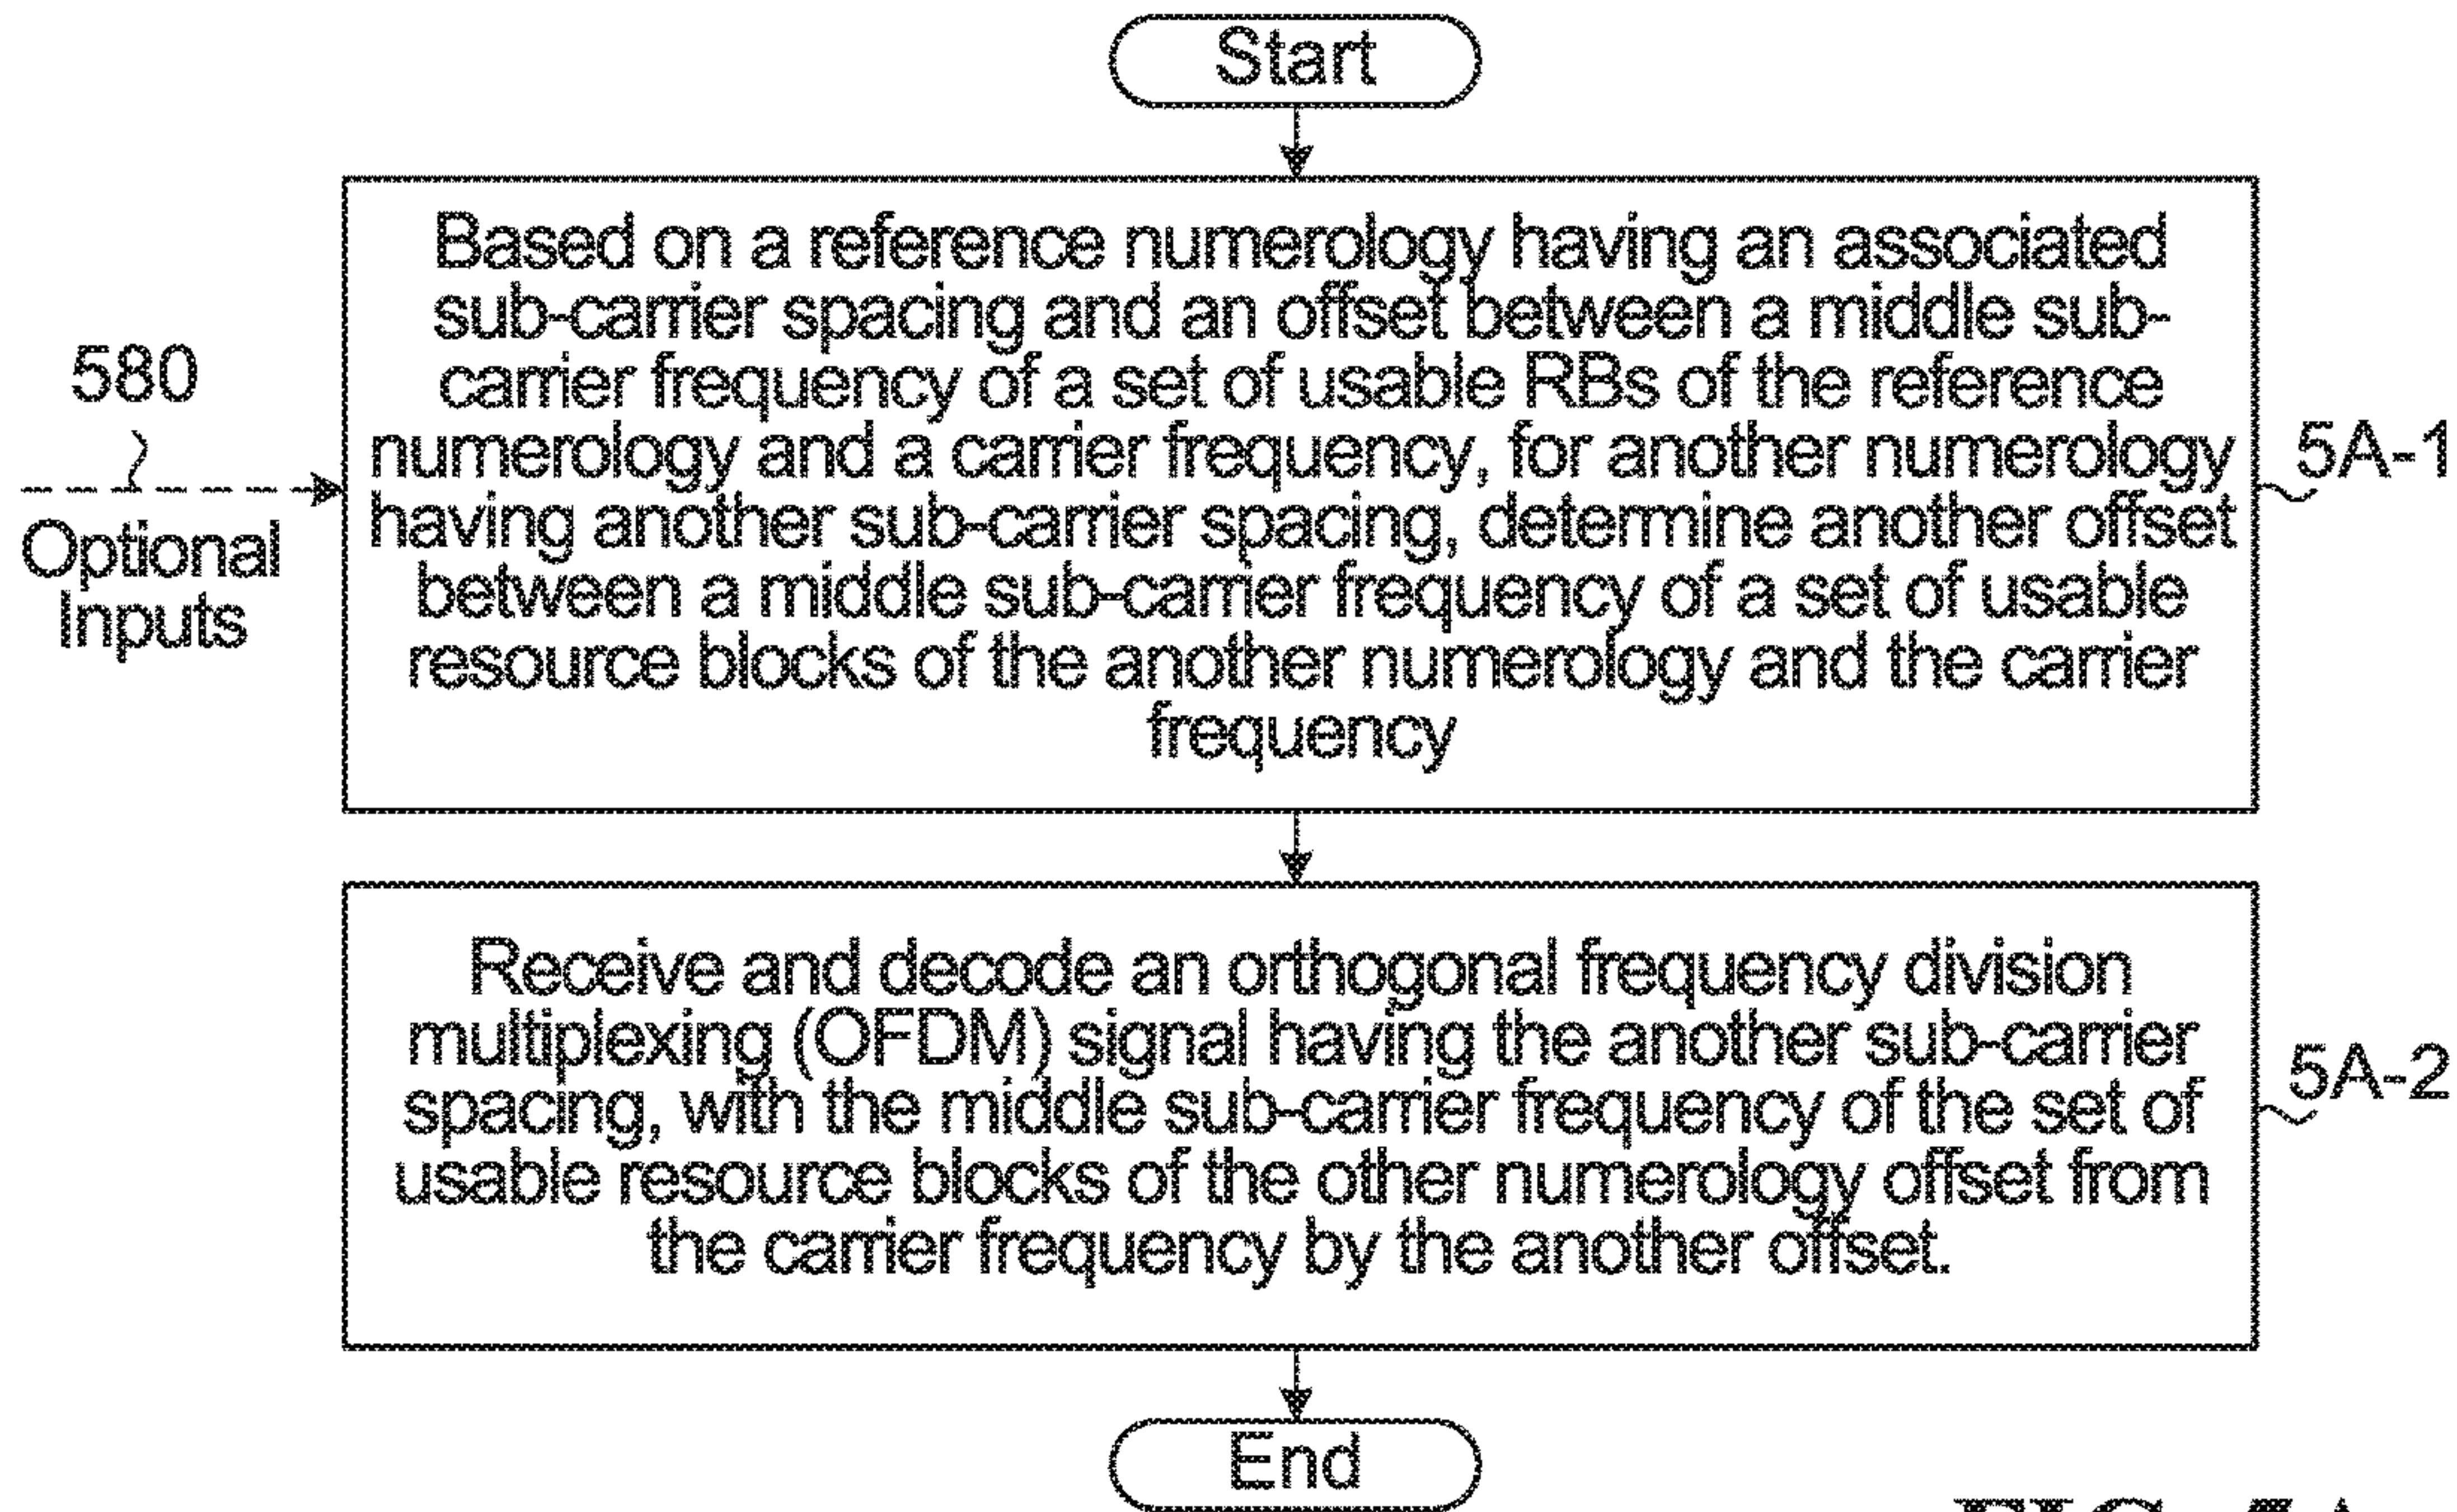 Start
Based on a reference numerology having an associated
sub-carrier spacing and an offset between a middle sub-
carrier frequency of a set of usable RBs of the reference
numerology and a carrier frequency, for another numerology
having another sub-carrier spacing, determine another offset
between a middle sub-carrier frequency of a set of usable
resource blocks of the another numerology and the carrier
frequency
580
Optional
Inputs
5A-1
Receive and decode an orthogonal frequency division
multiplexing (OFDM) signal having the another sub-carrier
spacing, with the middle sub-carrier frequency of the set of
usable resource blocks of the other numerology offset from
the carrier frequency by the another offset.
5A-2
End